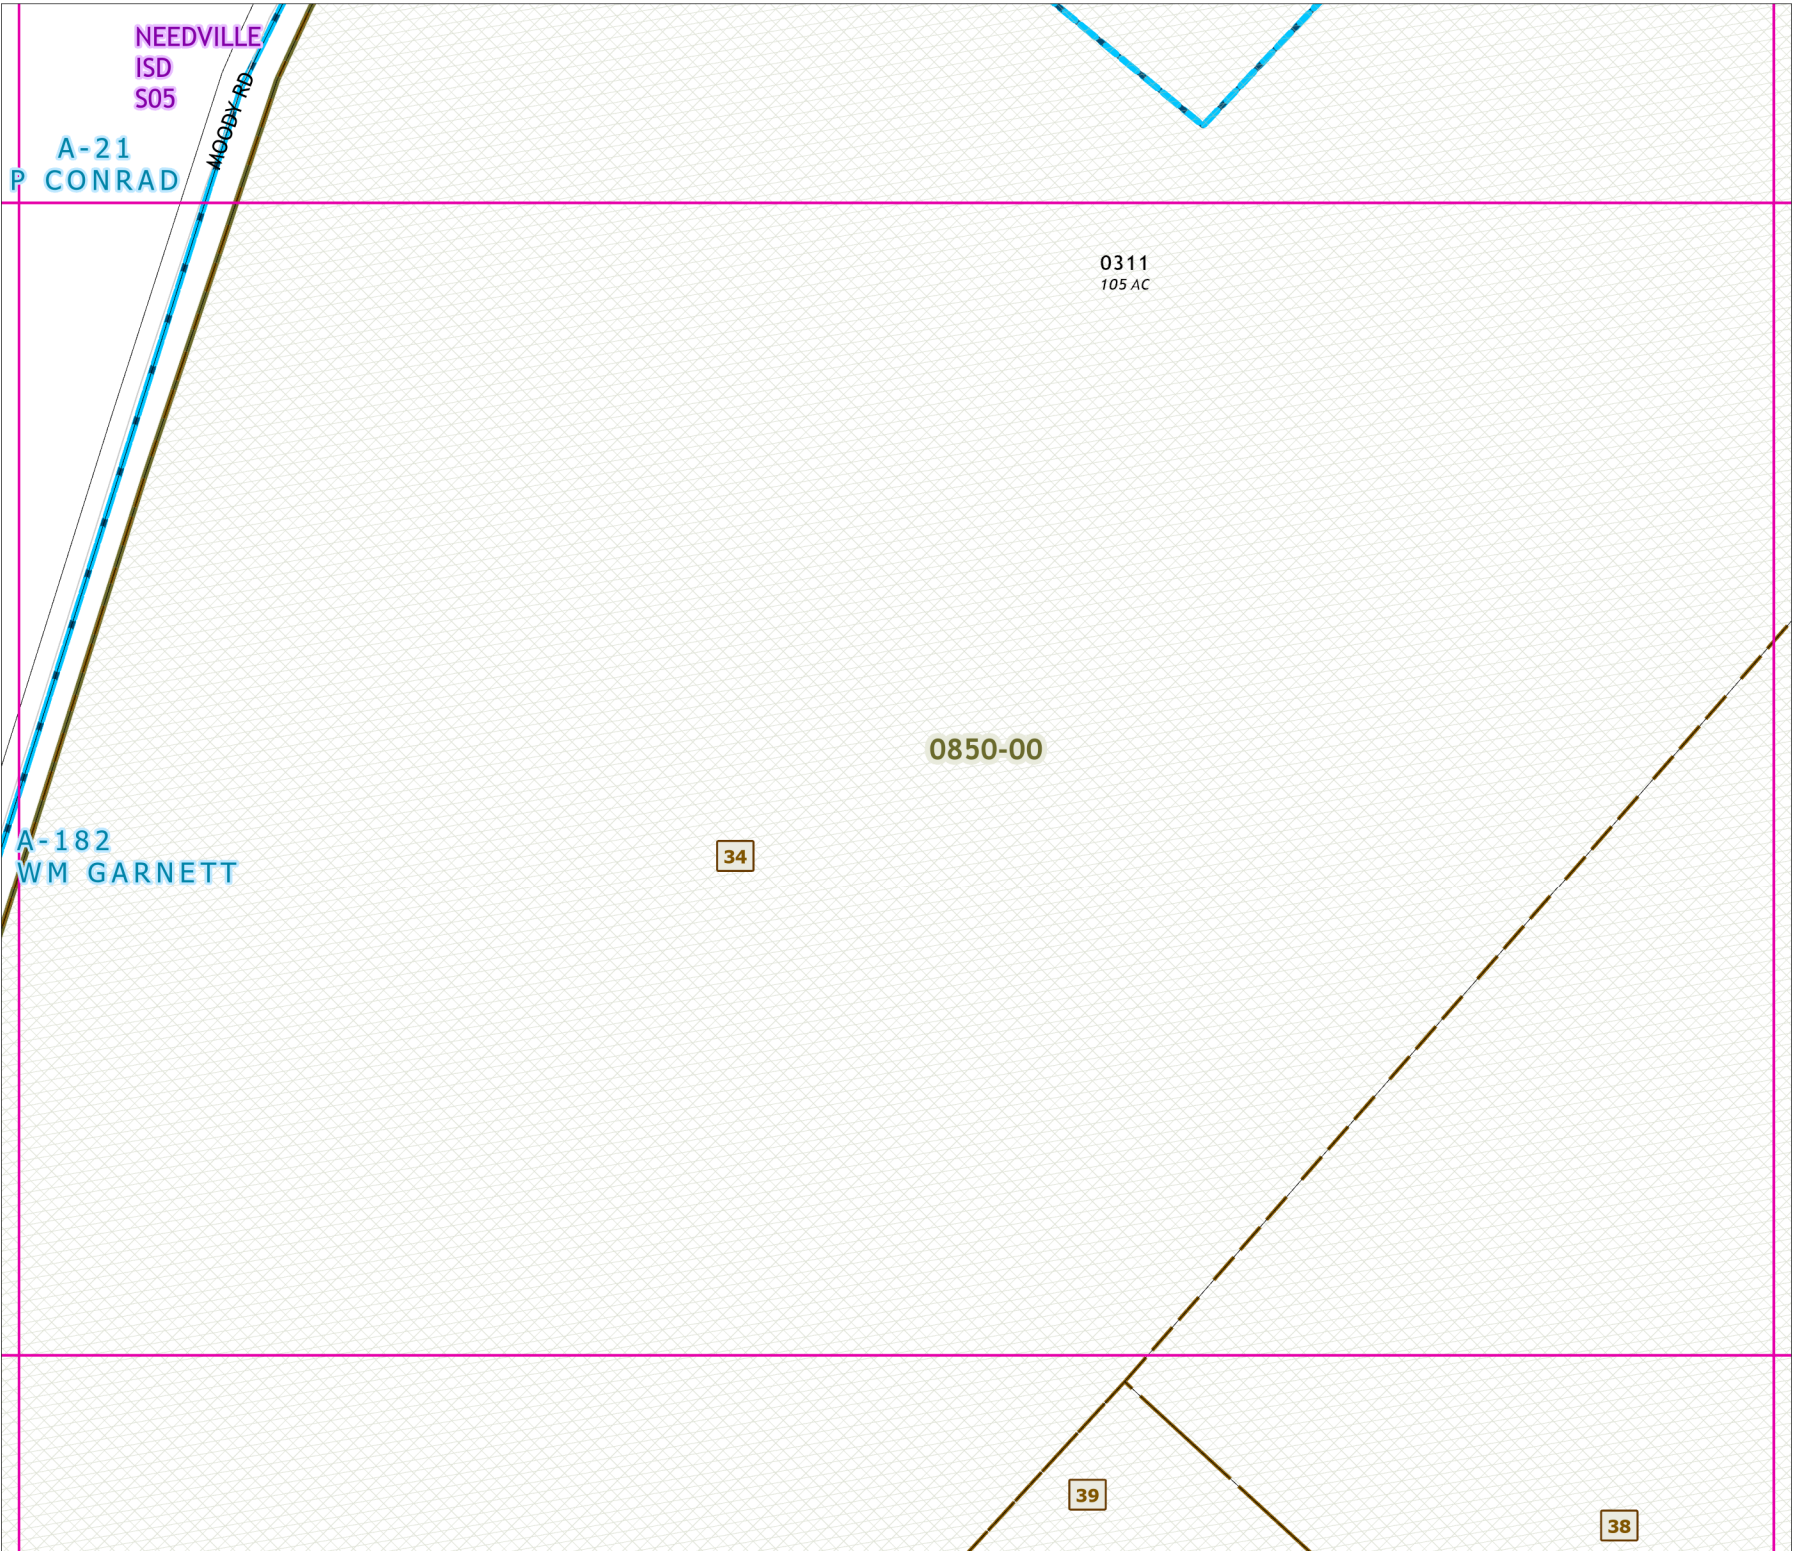 NEEDVILLE
ISD
S05
MOODY RD
A-21
P CONRAD
0311
105 AC
0850-00
A-182
WM GARNETT
34
39
38